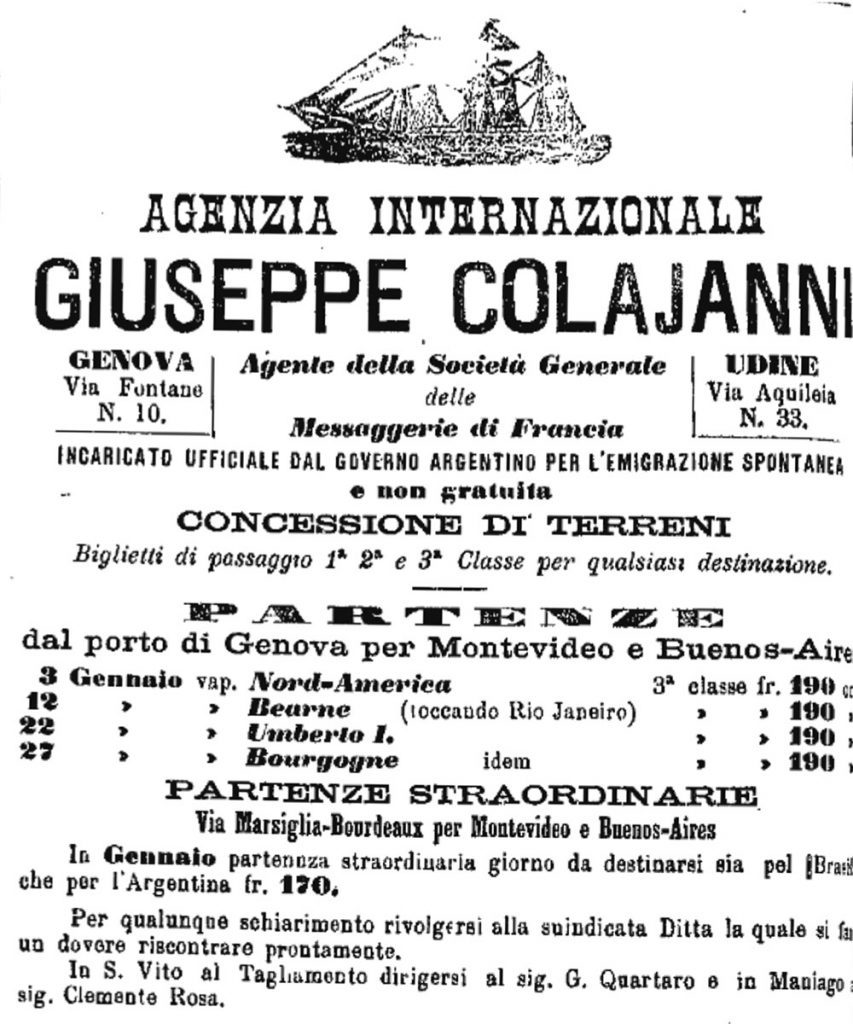 AGENZIA INTERNAZIONALE
GIUSEPPE COLAJANNI
GENOVA
Via Fontane
N. 10.
Agente della Società Generale
delle
Messaggerie di Francia
UDINE
Via Aquileia
N. 33.
INCARICATO UFFICIALE DAL GOVERNO ARGENTINO PER L'EMIGRAZIONE SPONTANEA
e non gratuita
CONCESSIONE DI TERRENI
Biglietti di passaggio 1ª 2ª e 3ª Classe per qualsiasi destinazione.
PARTENZE
dal porto di Genova per Montevideo e Buenos-Aire
3 Gennaio vap. Nord-America 3ª classe fr. 190
12 » » Bearne (toccando Rio Janeiro) » » 190
22 » » Umberto I. » » 190
27 » » Bourgogne idem » » 190
PARTENZE STRAORDINARIE
Via Marsiglia-Bourdeaux per Montevideo e Buenos-Aires
In Gennaio partennza straordinaria giorno da destinarsi sia pel Bras
che per l'Argentina fr. 170.
Per qualunque schiarimento rivolgersi alla suindicata Ditta la quale si fa
un dovere riscontrare prontamente.
In S. Vito al Tagliamento dirigersi al sig. G. Quartaro e in Maniago
sig. Clemente Rosa.